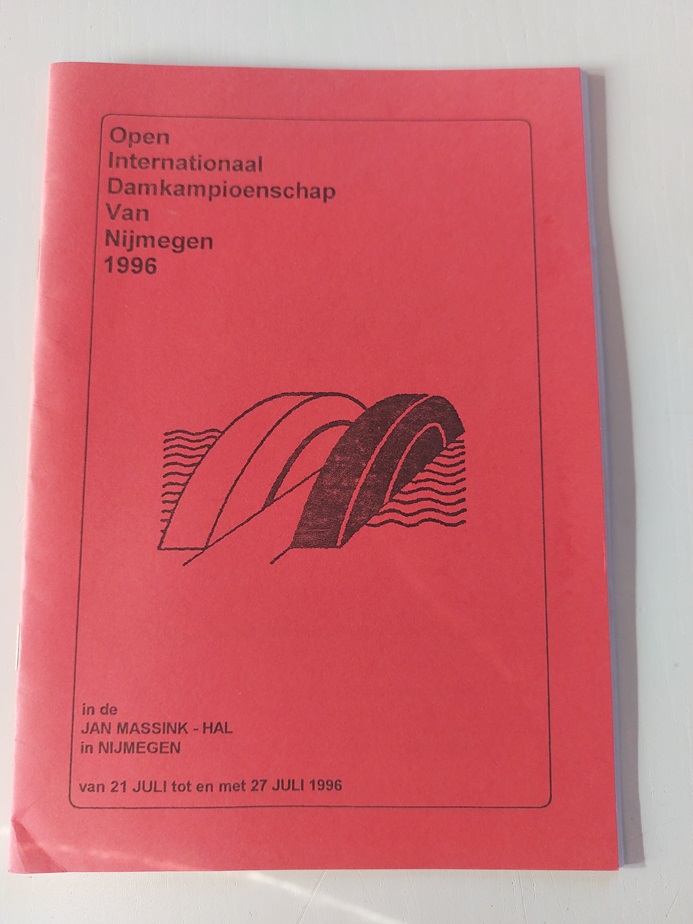 Open
Internationaal
Damkampioenschap
Van
Nijmegen
1996
in de
JAN MASSINK - HAL
in NIJMEGEN
van 21 JULI tot en met 27 JULI 1996